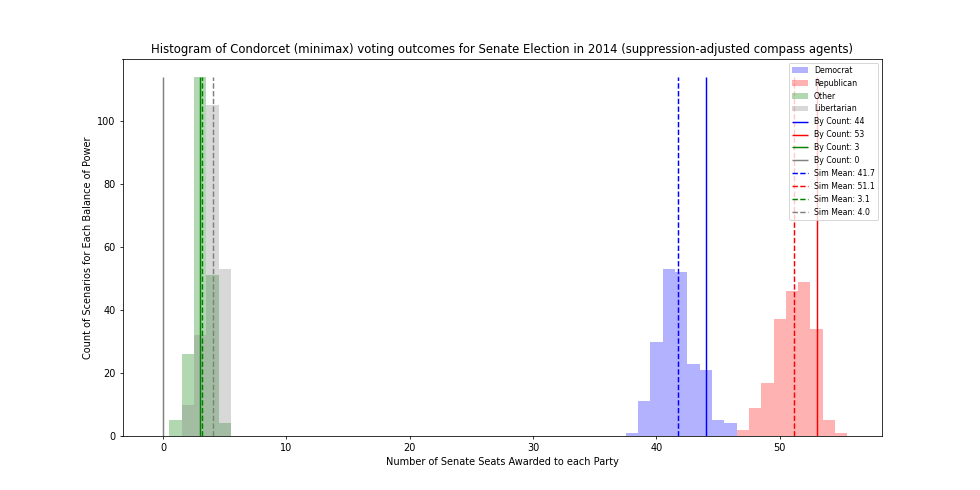 Histogram of Condorcet (minimax) voting outcomes for Senate Election in 2014 (suppression-adjusted compass agents)
Democrat
Republican
Other
Libertarian
By Count: 44
By Count: 53
By Count: 3
By Count: 0
Sim Mean: 41.7
Sim Mean: 51.1
Sim Mean: 3.1
Sim Mean: 4.0
Count of Scenarios for Each Balance of Power
100
80
60
40
20
0
0 10 20 30 40 50
Number of Senate Seats Awarded to each Party